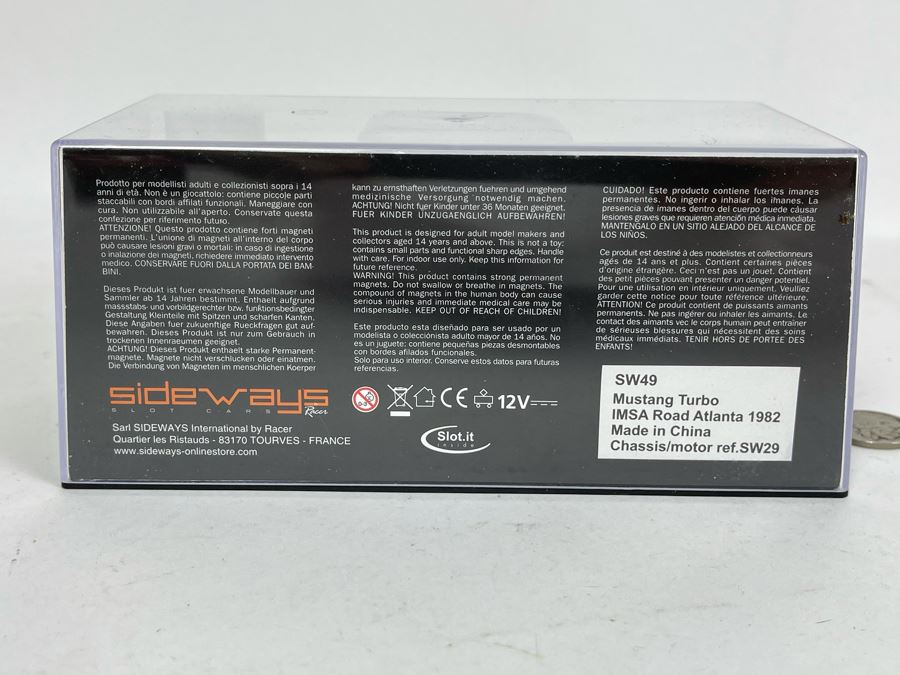 Prodotto per modellisti adulti e collezionisti sopra i 14
anni di età. Non è un giocattolo: contiene piccole parti
staccabili con bordi affilati funzionali. Maneggiare con
cura. Non utilizzabile all'aperto. Conservate questa
confezione per riferimento futuro.
ATTENZIONE! Questo prodotto contiene forti magneti
permanenti. L'unione di magneti all'interno del corpo
può causare lesioni gravi o mortali: in caso di ingestione
o inalazione dei magneti, richiedere immediato intervento
medico. CONSERVARE FUORI DALLA PORTATA DEI BAM-
BINI.
Dieses Produkt ist fuer erwachsene Modellbauer und
Sammler ab 14 Jahren bestimmt. Enthaelt aufgrund
massstabs- und vorbildgerechter bzw. funktionsbedingter
Gestaltung Kleinteile mit Spitzen und scharfen Kanten.
Diese Angaben fuer zukuenftige Rueckfragen gut auf-
bewahren. Dieses Produkt ist nur zum Gebrauch in
trockenen Innenraeumen geeignet.
ACHTUNG! Dieses Produkt enthalte starke Permanent-
magnete. Magnete nicht verschlucken oder einatmen.
Die Verbindung von Magneten im menschlichen Koerper
kann zu ernsthaften Verletzungen fuehren und umgehend
medizinische Versorgung notwendig machen.
ACHTUNG! Nicht fuer Kinder unter 36 Monaten geeignet.
FUER KINDER UNZUGAENGLICH AUFBEWAHREN!
This product is designed for adult model makers and
collectors aged 14 years and above. This is not a toy:
contains small parts and functional sharp edges. Handle
with care. For indoor use only. Keep this information for
future reference.
WARNING! This product contains strong permanent
magnets. Do not swallow or breathe in magnets. The
compound of magnets in the human body can cause
serious injuries and immediate medical care may be
indispensable. KEEP OUT OF REACH OF CHILDREN!
Este producto esta diseñado para ser usado por un
modelista o coleccionista adulto mayor de 14 años. No
es un juguete: contiene pequeñas piezas desmontables
con bordes afilados funcionales.
Solo para uso interior. Conserve estos datos para futuras
referencias.
CUIDADO! Este producto contiene fuertes imanes
permanentes. No ingerir o inhalar los ihanes. La
presencia de imanes dentro del cuerpo puede cáusar
lesiones graves que requieren atención médica inmediata.
MANTENGALO EN UN SITIO ALEJADO DEL ALCANCE DE
LOS NIÑOS.
Ce produit est destiné à des modelistes et collectionneurs
agés de 14 ans et plus. Contient certaines pièces
d'origine étrangère. Ceci n'est pas un jouet. Contient
des petit pièces pouvant presenter un danger potentiel.
Pour une utilisation en intérieur uniquement. Veuillez
garder cette notice pour toute référence ultérieure.
ATTENTION! Ce produit contient de puissants aimants
permanents. Ne pas ingérer ou inhaler les aimants. Le
contact des aimants vec le corps humain peut entraîner
de sérieuses blessures qui nécessitent des soins
médicaux immédiats. TENIR HORS DE PORTEE DES
ENFANTS!
sideways
SLOT CARS Racer
Sarl SIDEWAYS International by Racer
Quartier les Ristauds - 83170 TOURVES - FRANCE
www.sideways-onlinestore.com
0-3
CE 12V
Slot.it
inside
SW49
Mustang Turbo
IMSA Road Atlanta 1982
Made in China
Chassis/motor ref.SW29